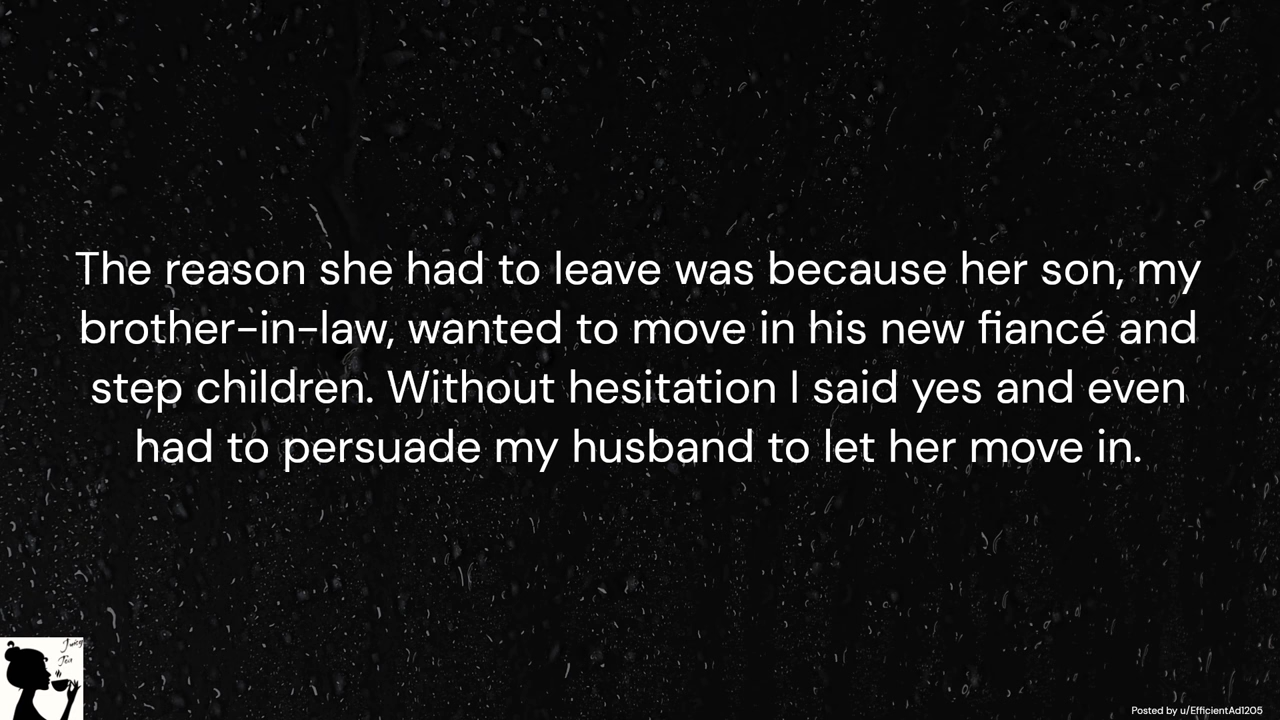 The reason she had to leave was because her son, my
brother-in-law, wanted to move in his new fiancé and
step children. Without hesitation I said yes and even
had to persuade my husband to let her move in.
Juicy
Tea
Posted by u/EfficientAd1205